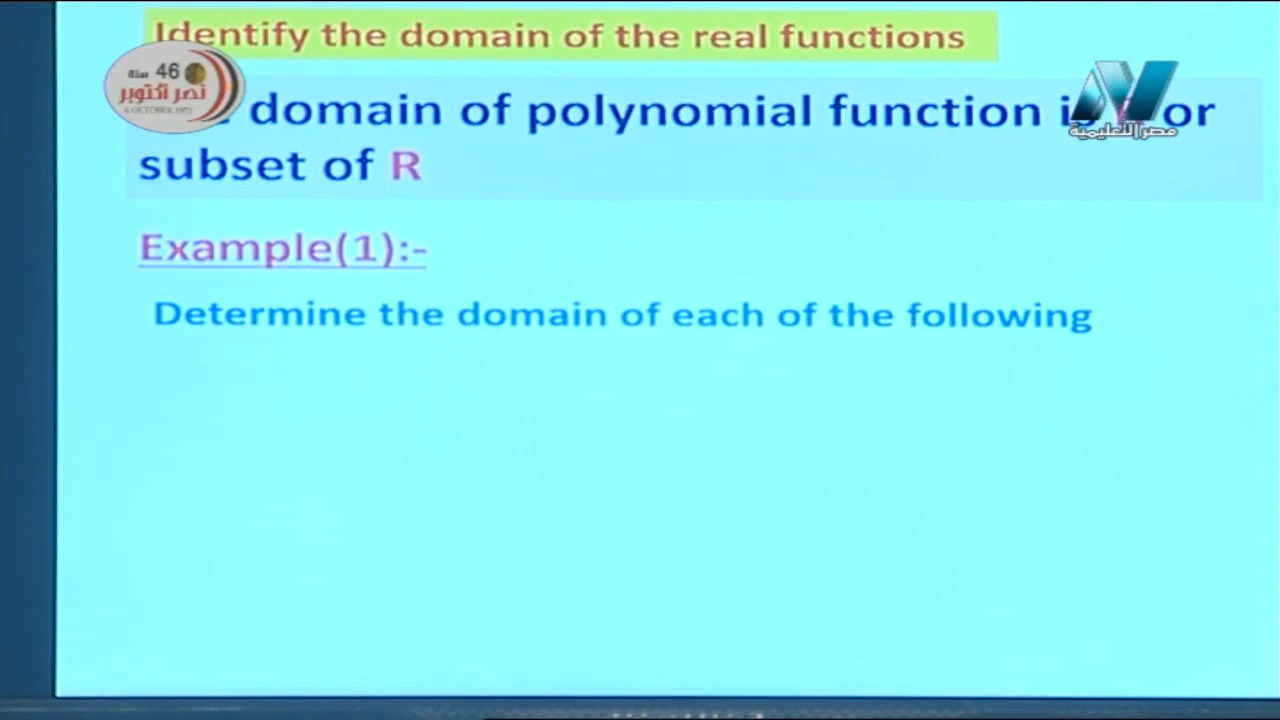 Identify the domain of the real functions
46 سنة
نصر أكتوبر
6 OCTOBER 1973
domain of polynomial function is or
مصر التعليمية
subset of R
Example(1):-
Determine the domain of each of the following